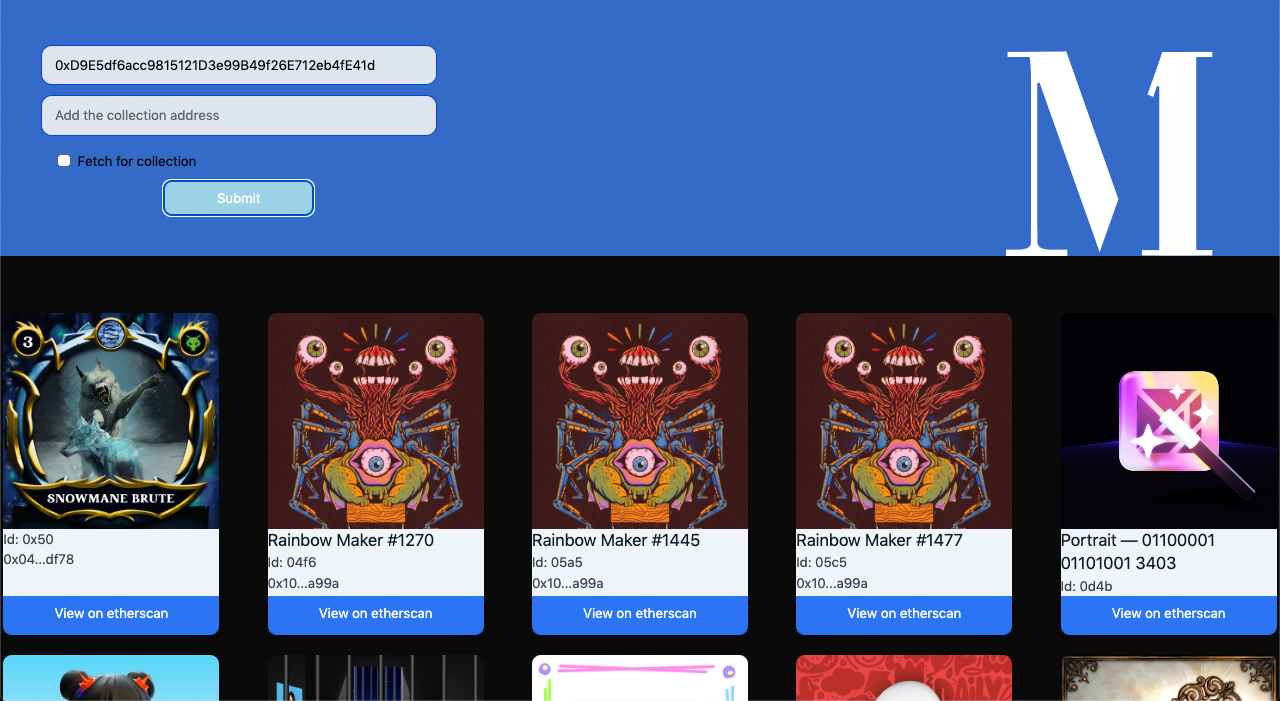 0xD9E5df6acc9815121D3e99B49f26E712eb4fE41d
Add the collection address
Fetch for collection
Submit
M
3
SNOWMANE BRUTE
Id: 0x50
0x04...df78
View on etherscan
Rainbow Maker #1270
Id: 04f6
0x10...a99a
View on etherscan
Rainbow Maker #1445
Id: 05a5
0x10...a99a
View on etherscan
Rainbow Maker #1477
Id: 05c5
0x10...a99a
View on etherscan
Portrait — 01100001
01101001 3403
Id: 0d4b
View on etherscan